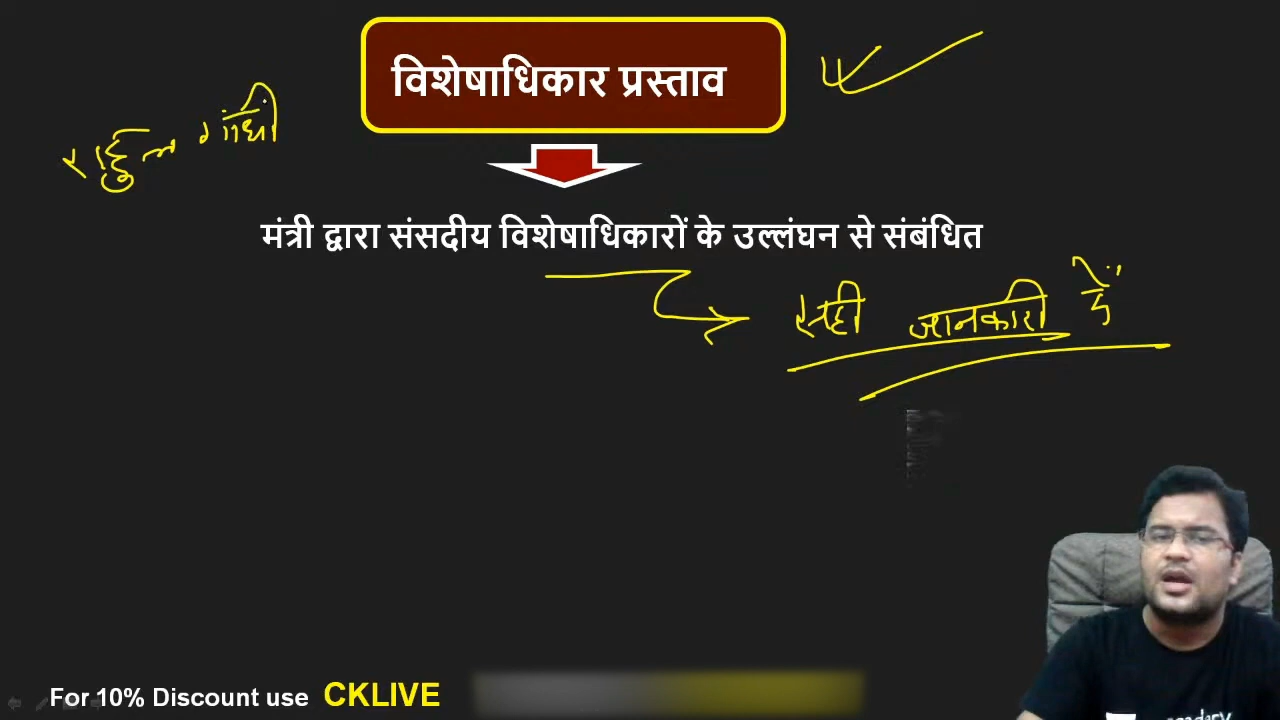 विशेषाधिकार प्रस्ताव
राहुल गांधी
मंत्री द्वारा संसदीय विशेषाधिकारों के उल्लंघन से संबंधित
सही जानकारी दें
For 10% Discount use CKLIVE